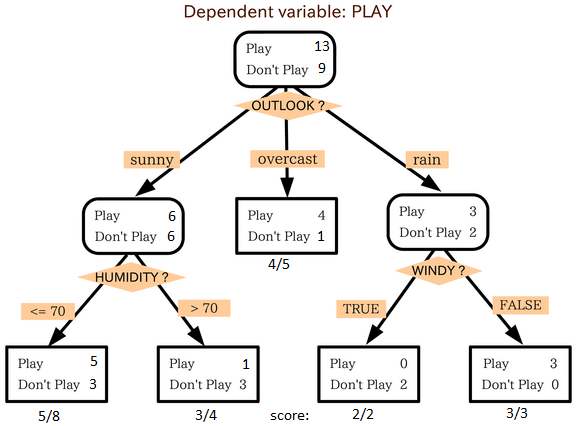 Dependent variable: PLAY
Play 13
Don't Play 9
OUTLOOK ?
sunny
overcast
rain
Play 6
Don't Play 6
Play 4
Don't Play 1
4/5
Play 3
Don't Play 2
HUMIDITY ?
WINDY ?
<= 70
> 70
TRUE
FALSE
Play 5
Don't Play 3
Play 1
Don't Play 3
Play 0
Don't Play 2
Play 3
Don't Play 0
5/8
3/4
score:
2/2
3/3